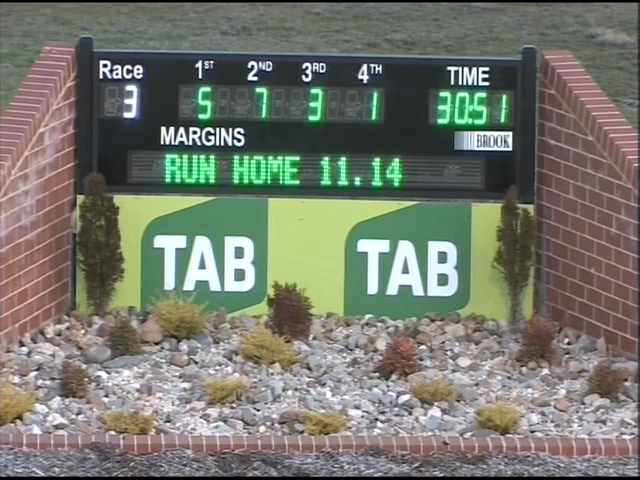 Race 1ST 2ND 3RD 4TH TIME
3 5 7 3 1 30:51
MARGINS BROOK
RUN HOME 11.14
TAB TAB